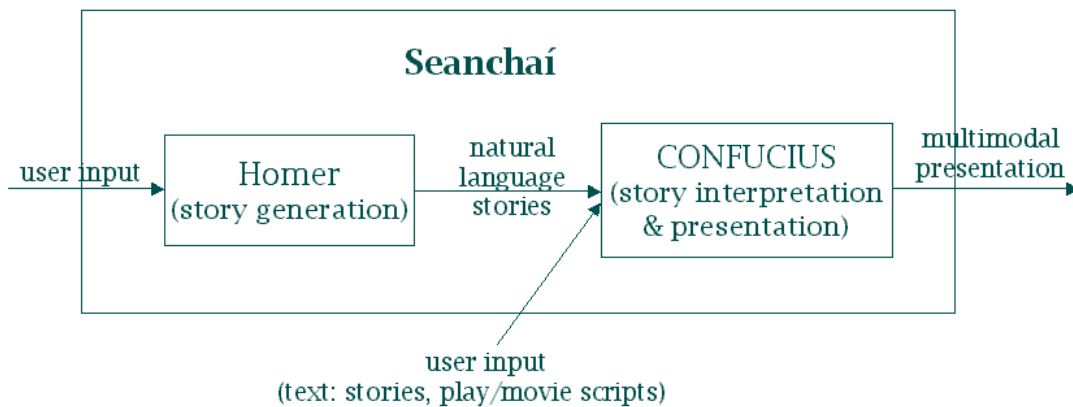 Seanchaí
user input
Homer
(story generation)
natural
language
stories
CONFUCIUS
(story interpretation
& presentation)
multimodal
presentation
user input
(text: stories, play/movie scripts)